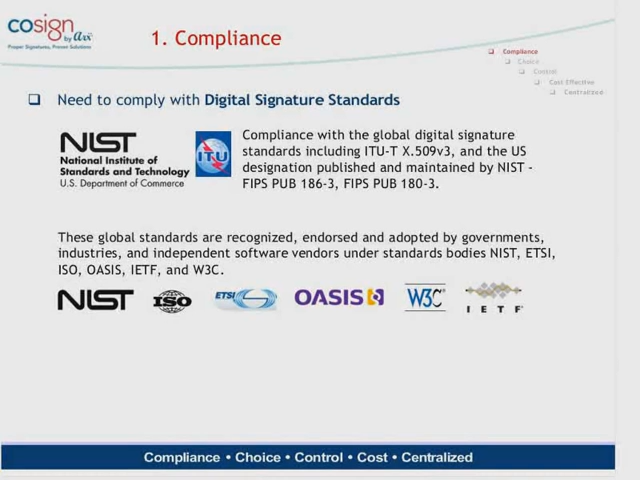 cosign
by arx
Proper Signatures, Proven Solutions
1. Compliance
❑ Compliance
❑ Choice
❑ Control
❑ Cost Effective
❑ Centralized
❑ Need to comply with Digital Signature Standards
NIST
National Institute of
Standards and Technology
U.S. Department of Commerce
ITU
Compliance with the global digital signature
standards including ITU-T X.509v3, and the US
designation published and maintained by NIST -
FIPS PUB 186-3, FIPS PUB 180-3.
These global standards are recognized, endorsed and adopted by governments,
industries, and independent software vendors under standards bodies NIST, ETSI,
ISO, OASIS, IETF, and W3C.
NIST ISO ETSI OASIS W3C IETF
Compliance • Choice • Control • Cost • Centralized